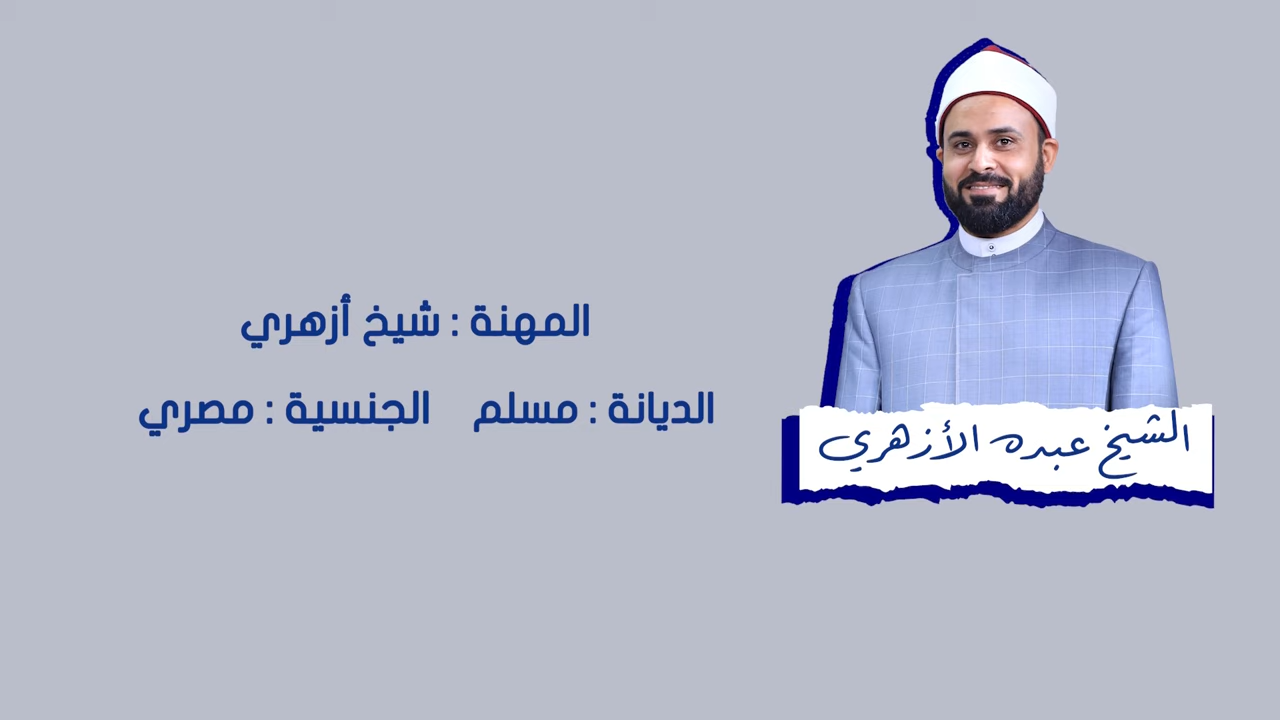 المهنة : شيخ أزهري
الديانة : مسلم الجنسية : مصري
الشيخ عبده الأزهري